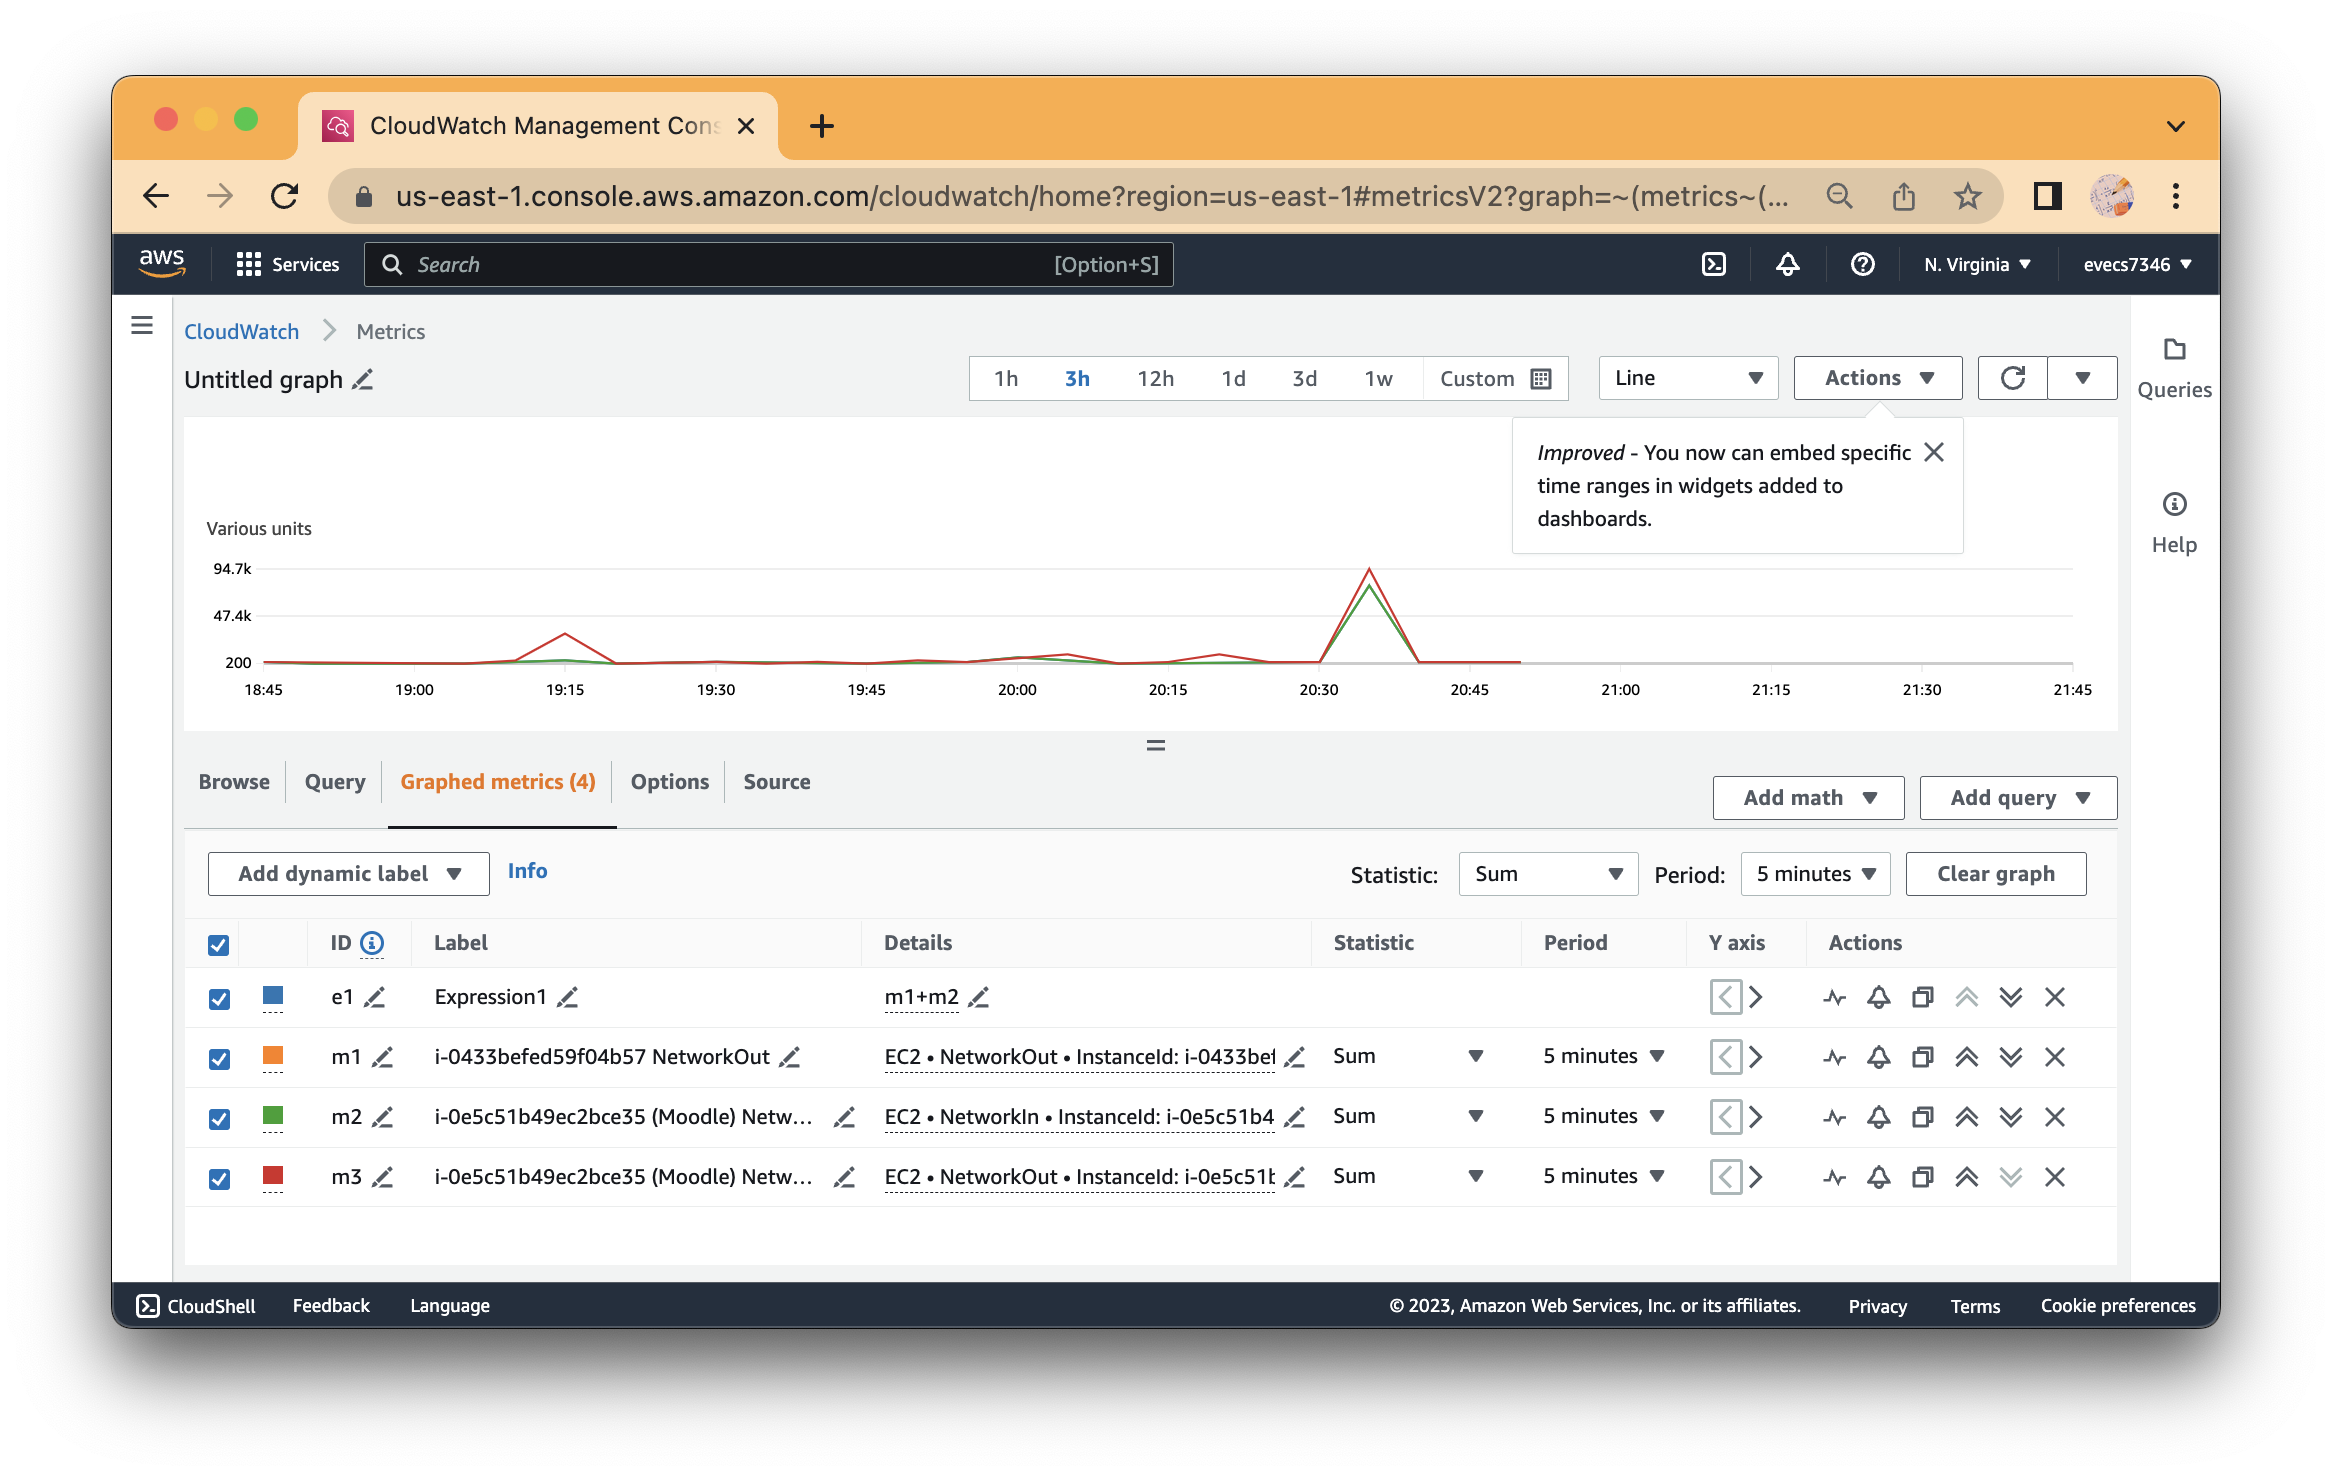 CloudWatch Management Cons
us-east-1.console.aws.amazon.com/cloudwatch/home?region=us-east-1#metricsV2?graph=~(metrics~(...
aws Services Search [Option+S] N. Virginia evecs7346
CloudWatch Metrics
Untitled graph 1h 3h 12h 1d 3d 1w Custom Line Actions
Queries
Help
Improved - You now can embed specific
time ranges in widgets added to
dashboards.
Various units
94.7k
47.4k
200
18:45 19:00 19:15 19:30 19:45 20:00 20:15 20:30 20:45 21:00 21:15 21:30 21:45
Browse Query Graphed metrics (4) Options Source Add math Add query
Add dynamic label Info Statistic: Sum Period: 5 minutes Clear graph
ID Label Details Statistic Period Y axis Actions
e1 Expression1 m1+m2
m1 i-0433befed59f04b57 NetworkOut EC2 • NetworkOut • InstanceId: i-0433bef Sum 5 minutes
m2 i-0e5c51b49ec2bce35 (Moodle) Netw... EC2 • NetworkIn • InstanceId: i-0e5c51b4 Sum 5 minutes
m3 i-0e5c51b49ec2bce35 (Moodle) Netw... EC2 • NetworkOut • InstanceId: i-0e5c51b Sum 5 minutes
CloudShell Feedback Language © 2023, Amazon Web Services, Inc. or its affiliates. Privacy Terms Cookie preferences